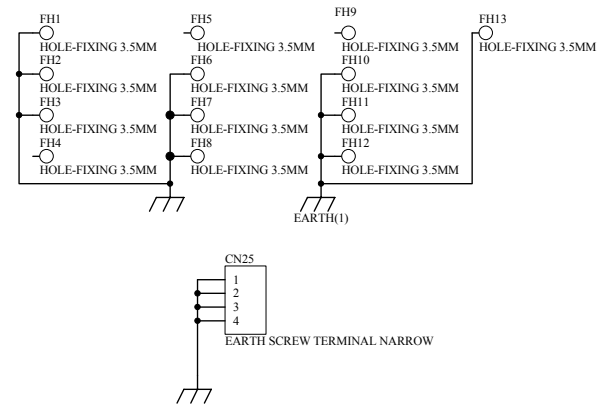 FH1
HOLE-FIXING 3.5MM
FH2
HOLE-FIXING 3.5MM
FH3
HOLE-FIXING 3.5MM
FH4
HOLE-FIXING 3.5MM
FH5
HOLE-FIXING 3.5MM
FH6
HOLE-FIXING 3.5MM
FH7
HOLE-FIXING 3.5MM
FH8
HOLE-FIXING 3.5MM
FH9
HOLE-FIXING 3.5MM
FH10
HOLE-FIXING 3.5MM
FH11
HOLE-FIXING 3.5MM
FH12
HOLE-FIXING 3.5MM
FH13
HOLE-FIXING 3.5MM
EARTH(1)
CN25
1
2
3
4
EARTH SCREW TERMINAL NARROW